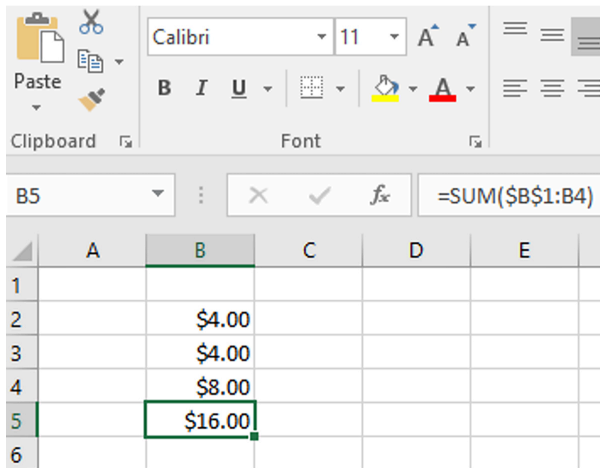 Calibri 11 A A
Paste
B I U A
Clipboard Font
B5 fx =SUM($B$1:B4)
A B C D E
1
2 $4.00
3 $4.00
4 $8.00
5 $16.00
6